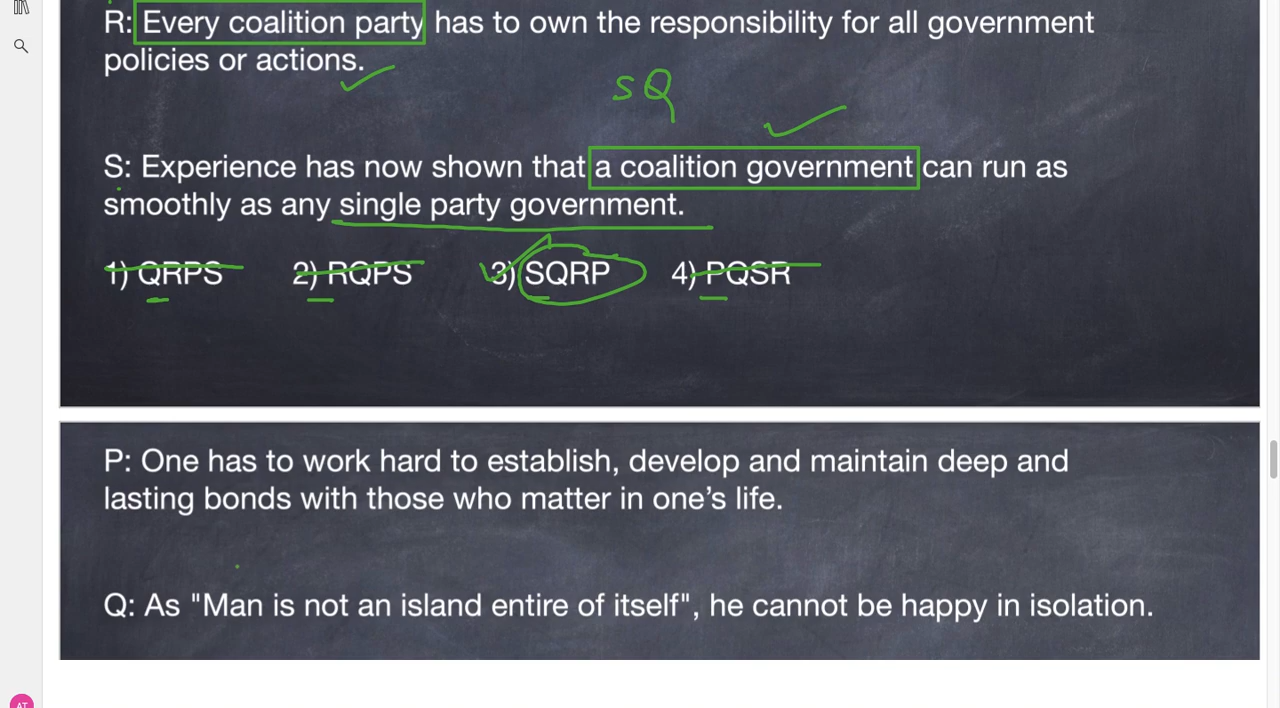 R: Every coalition party has to own the responsibility for all government
policies or actions.
SQ
S: Experience has now shown that a coalition government can run as
smoothly as any single party government.
1) QRPS 2) RQPS 3) SQRP 4) PQSR
P: One has to work hard to establish, develop and maintain deep and
lasting bonds with those who matter in one’s life.
Q: As "Man is not an island entire of itself", he cannot be happy in isolation.
AT